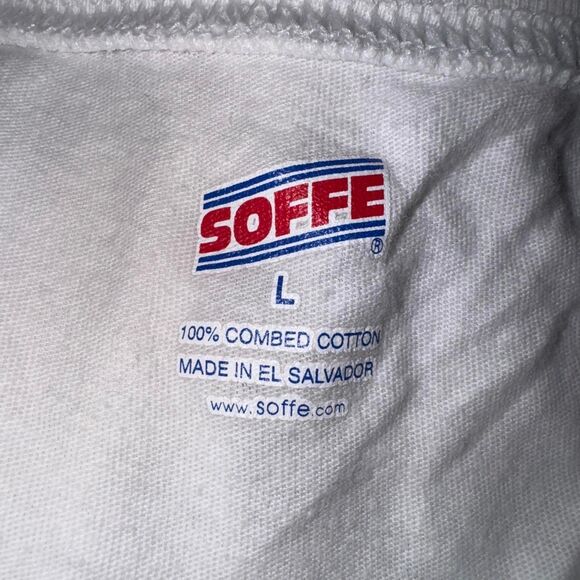 SOFFE®
L
100% COMBED COTTON
MADE IN EL SALVADOR
www.soffe.com